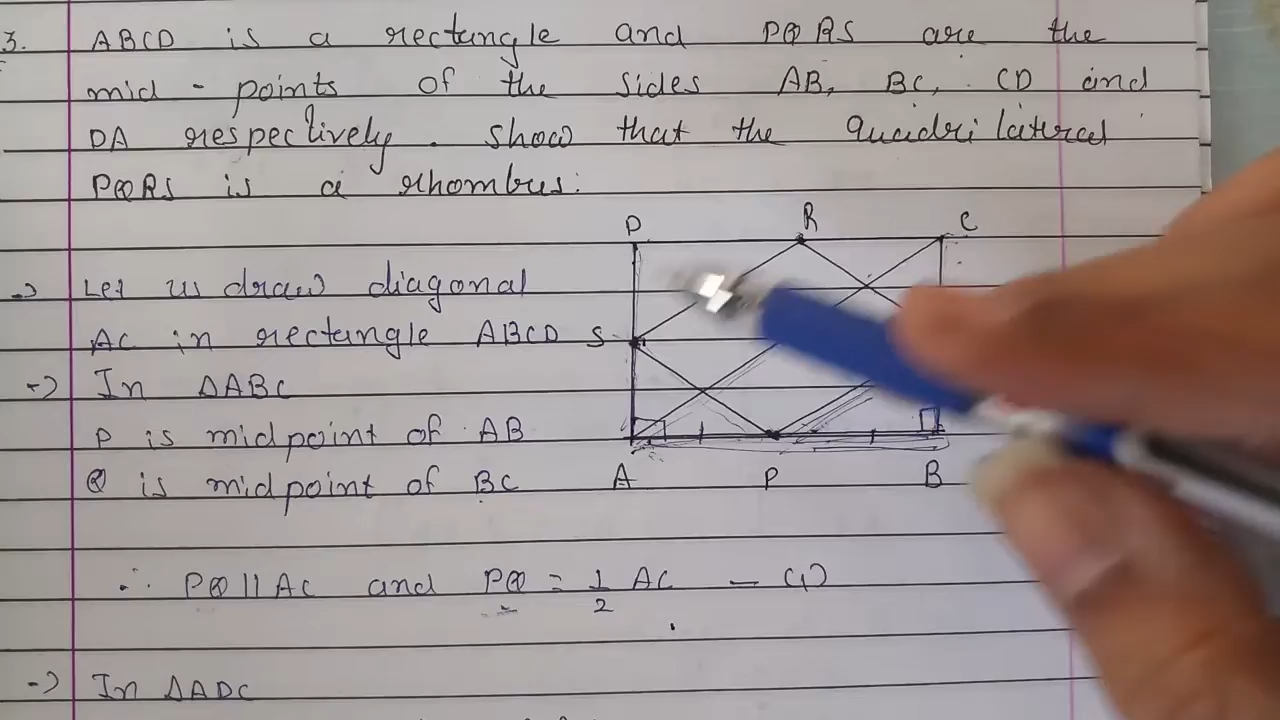 3. ABCD is a rectangle and PQRS are the
mid - points of the sides AB, BC, CD and
DA respectively. Show that the quadrilateral
PQRS is a rhombus.
D R C
-> Let us draw diagonal
AC in rectangle ABCD S
-> In ΔABC
P is midpoint of AB
Q is midpoint of BC
A P B
∴ PQ || AC and PQ = 1/2 AC — (1)
-> In ΔADC